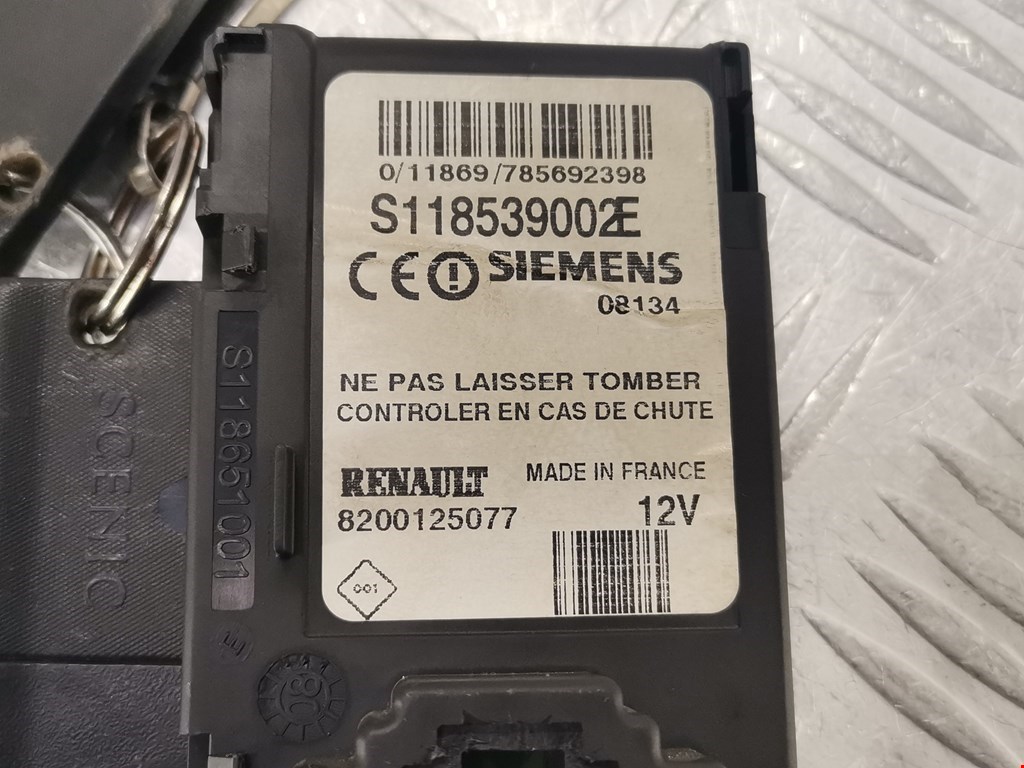 0/11869/785692398
S118539002E
CE SIEMENS
08134
NE PAS LAISSER TOMBER
CONTROLER EN CAS DE CHUTE
RENAULT MADE IN FRANCE
8200125077 12V
001
S118651001
SCENIC
08